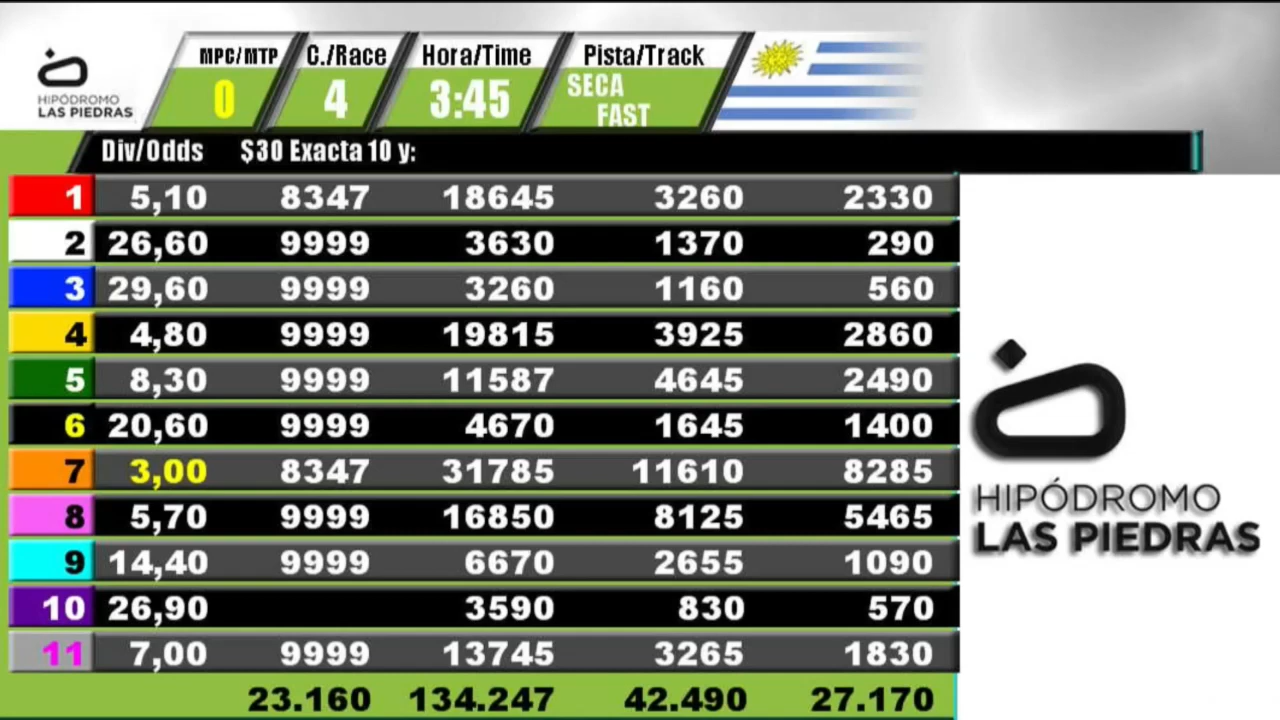 MPC/MTP C./Race Hora/Time Pista/Track
HIPÓDROMO
LAS PIEDRAS
0 4 3:45 SECA
FAST
Div/Odds $30 Exacta 10 y:
1 5,10 8347 18645 3260 2330
2 26,60 9999 3630 1370 290
3 29,60 9999 3260 1160 560
4 4,80 9999 19815 3925 2860
5 8,30 9999 11587 4645 2490
6 20,60 9999 4670 1645 1400
7 3,00 8347 31785 11610 8285
8 5,70 9999 16850 8125 5465
9 14,40 9999 6670 2655 1090
10 26,90 3590 830 570
11 7,00 9999 13745 3265 1830
23.160 134.247 42.490 27.170
HIPÓDROMO
LAS PIEDRAS